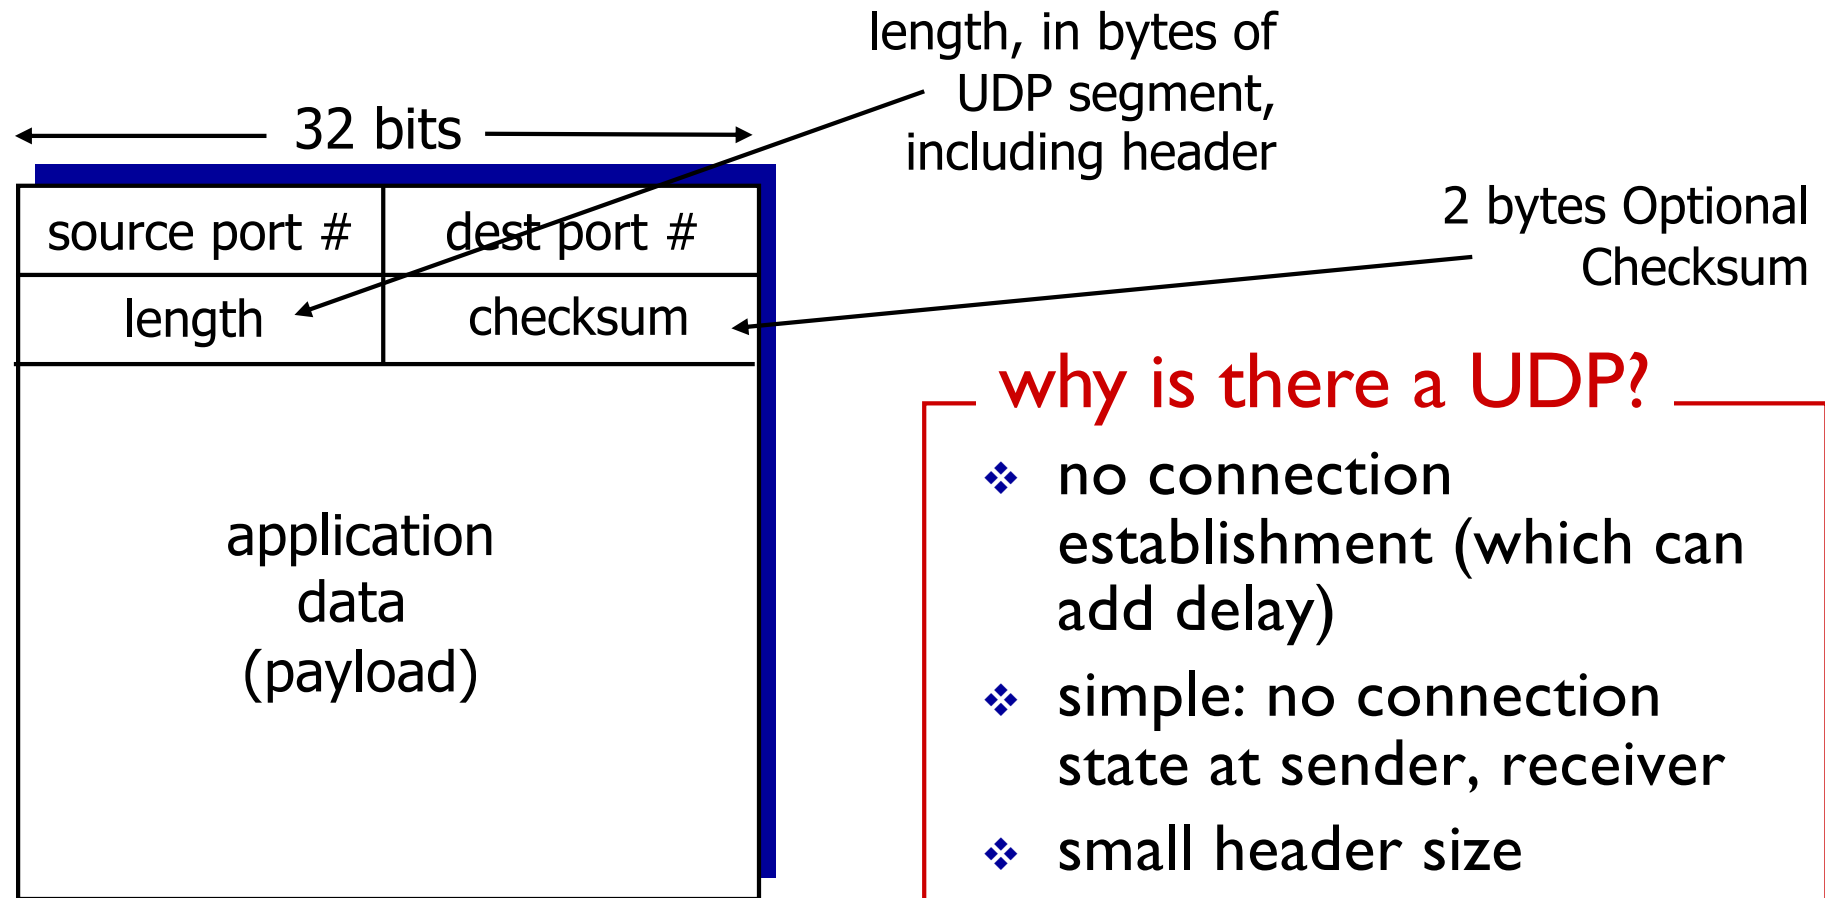 length, in bytes of
UDP segment,
including header
32 bits
2 bytes Optional
Checksum
source port #
dest port #
length
checksum
application
data
(payload)
why is there a UDP?
❖ no connection
establishment (which can
add delay)
❖ simple: no connection
state at sender, receiver
❖ small header size